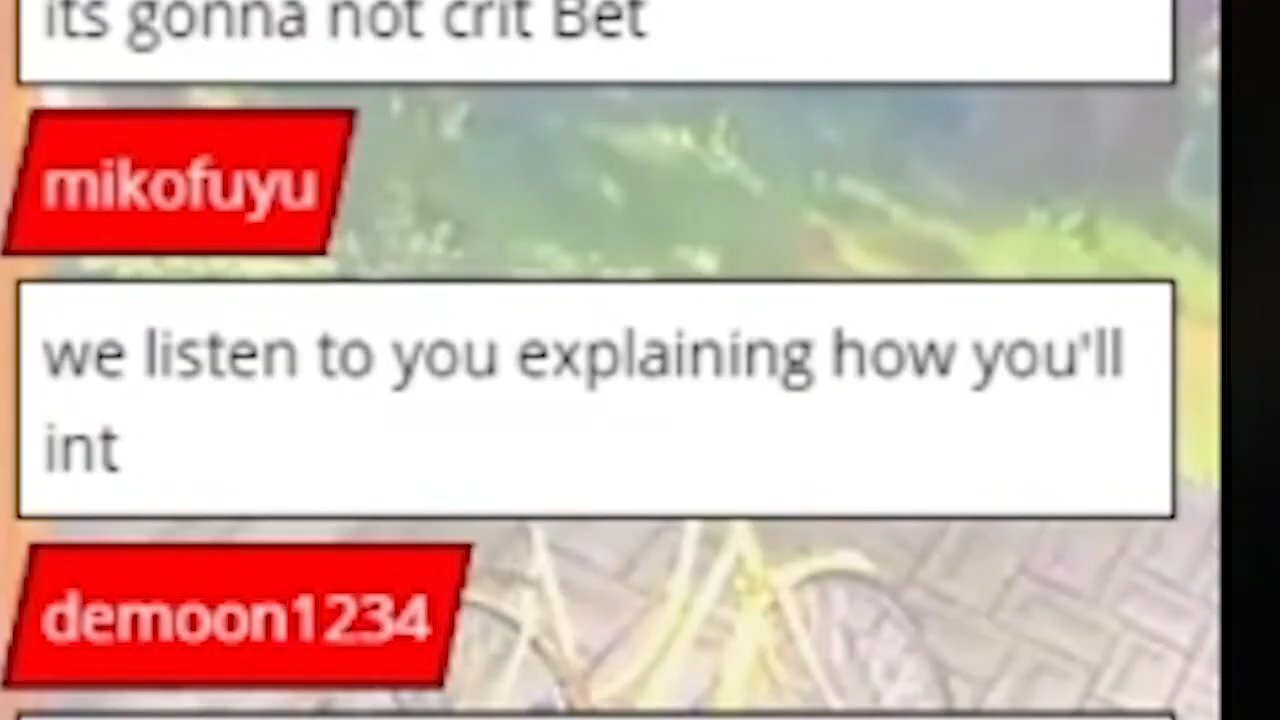 its gonna not crit Bet
mikofuyu
we listen to you explaining how you'll
int
demoon1234